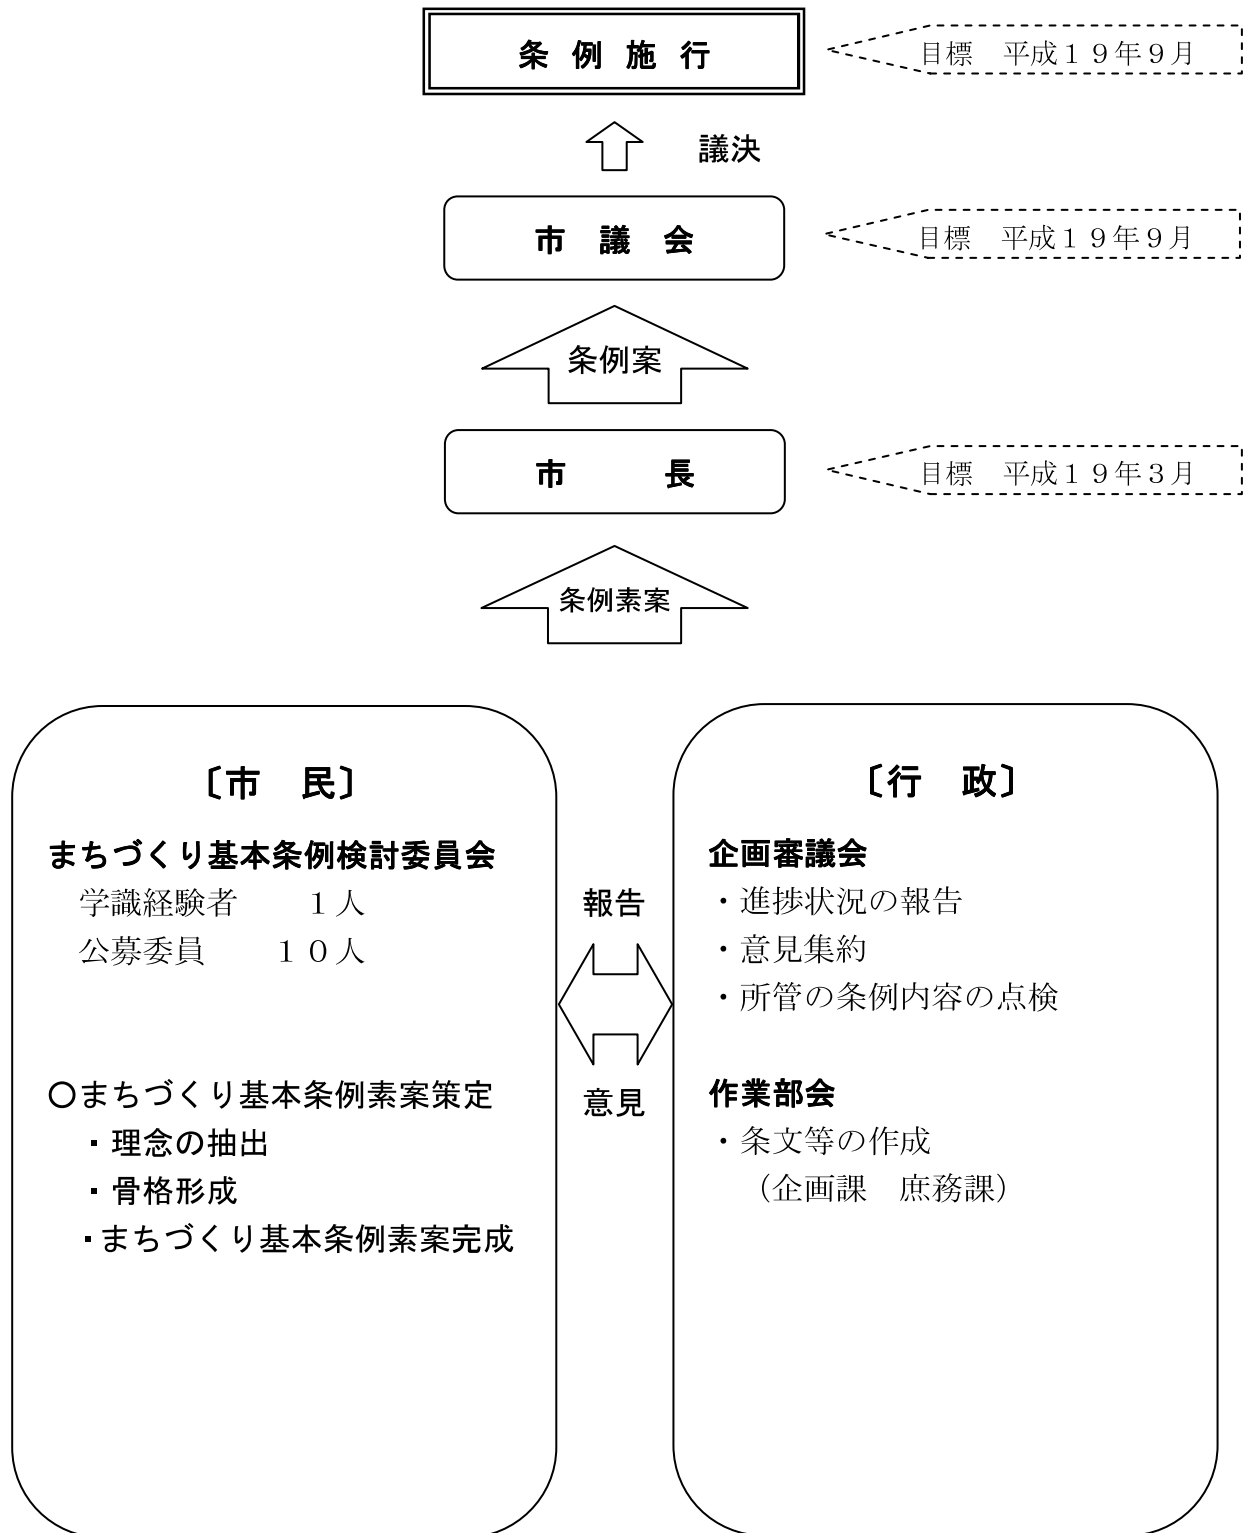 条 例 施 行
目標　平成１９年９月
議決
市 議 会
目標　平成１９年９月
条例案
市　　長
目標　平成１９年３月
条例素案
〔市　民〕
まちづくり基本条例検討委員会
学識経験者　　１人
公募委員　　１０人
〇まちづくり基本条例素案策定
・理念の抽出
・骨格形成
・まちづくり基本条例素案完成
報告
意見
〔行　政〕
企画審議会
・進捗状況の報告
・意見集約
・所管の条例内容の点検
作業部会
・条文等の作成
（企画課　庶務課）